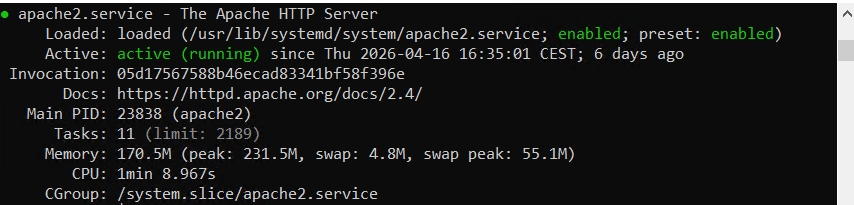 ● apache2.service - The Apache HTTP Server
Loaded: loaded (/usr/lib/systemd/system/apache2.service; enabled; preset: enabled)
Active: active (running) since Thu 2026-04-16 16:35:01 CEST; 6 days ago
Invocation: 05d17567588b46ecad83341bf58f396e
Docs: https://httpd.apache.org/docs/2.4/
Main PID: 23838 (apache2)
Tasks: 11 (limit: 2189)
Memory: 170.5M (peak: 231.5M, swap: 4.8M, swap peak: 55.1M)
CPU: 1min 8.967s
CGroup: /system.slice/apache2.service